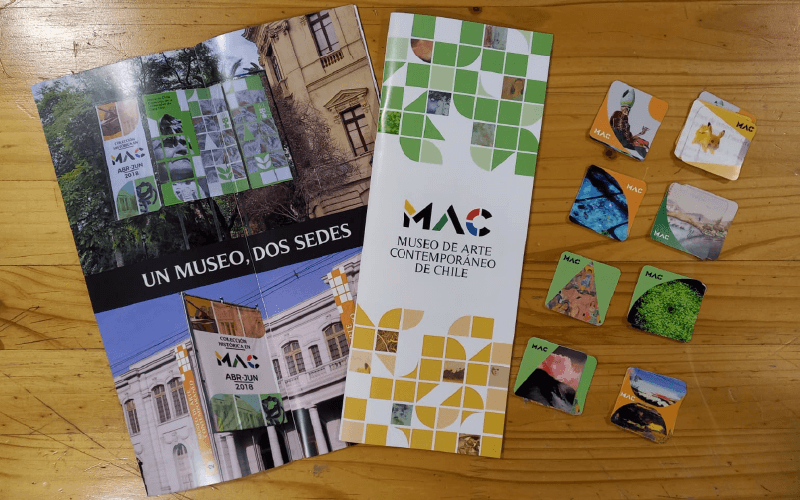 COLECCIÓN
HISTÓRICA EN
MAC
ABR-JUN
2018
UN MUSEO, DOS SEDES
COLECCIÓN
HISTÓRICA EN
MAC
ABR-JUN
2018
2
MAC
MUSEO DE ARTE
CONTEMPORÁNEO
DE CHILE
MAC
MAC
MAC
MAC
MAC
MAC
MAC
MAC